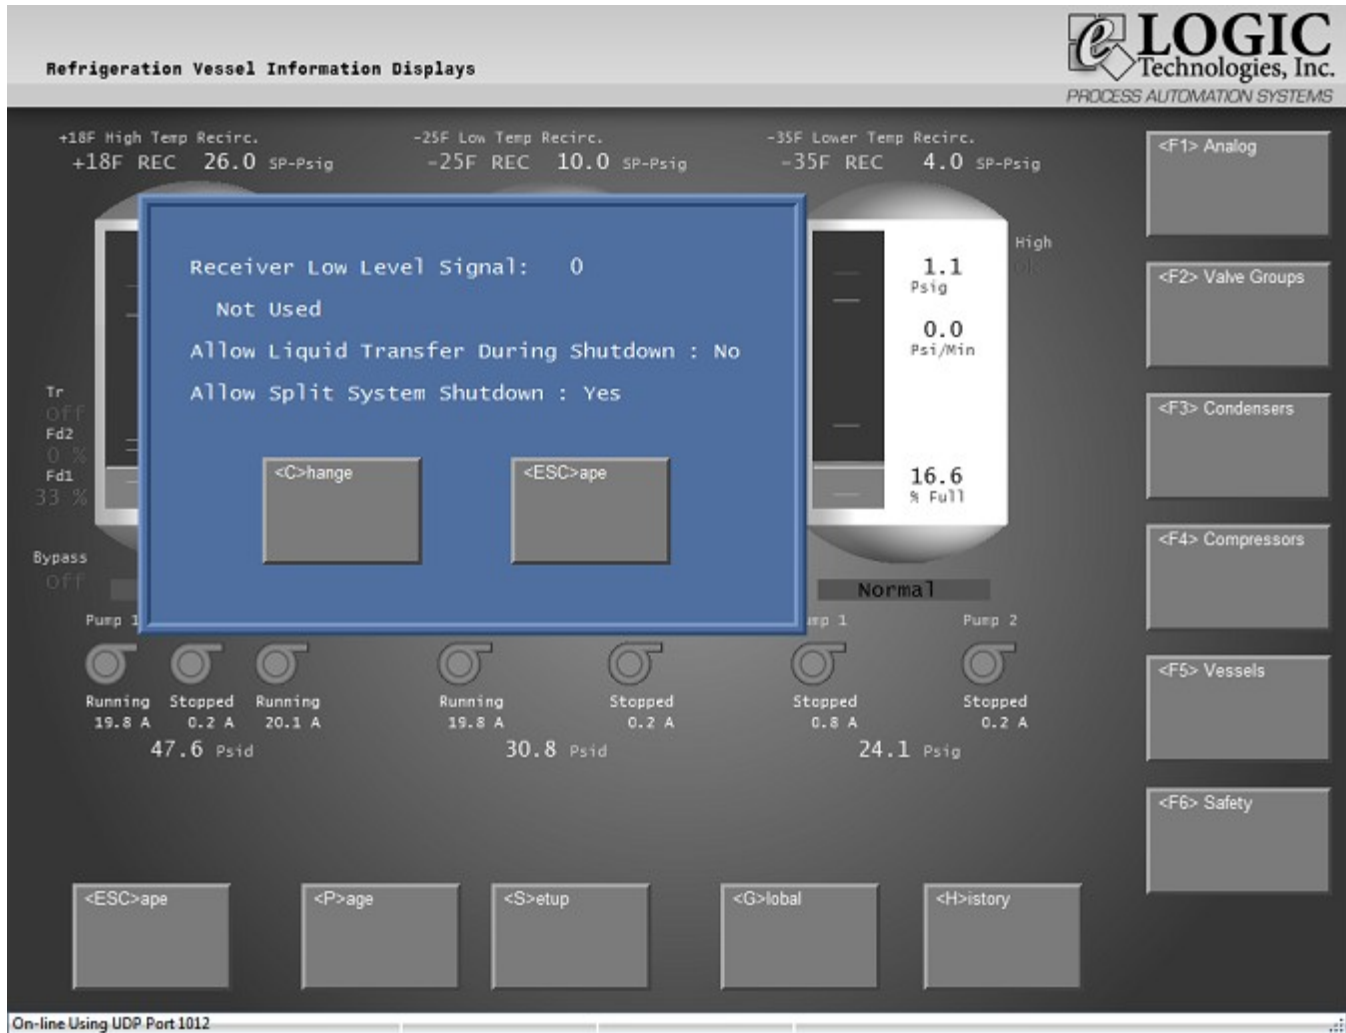 LOGIC
Technologies, Inc.
PROCESS AUTOMATION SYSTEMS
Refrigeration Vessel Information Displays
+18F High Temp Recirc.
+18F REC 26.0 SP-Psig
-25F Low Temp Recirc.
-25F REC 10.0 SP-Psig
-35F Lower Temp Recirc.
-35F REC 4.0 SP-Psig
Receiver Low Level Signal: 0
Not Used
Allow Liquid Transfer During Shutdown : No
Allow Split System Shutdown : Yes
<C>hange
<ESC>ape
High
ok
1.1
Psig
0.0
Psi/Min
16.6
% Full
Tr
Off
Fd2
0 %
Fd1
33 %
Bypass
Off
Normal
Pump 1
Running
19.8 A
Stopped
0.2 A
Running
20.1 A
47.6 Psid
Running
19.8 A
Stopped
0.2 A
30.8 Psid
1
Pump 2
Stopped
0.8 A
Stopped
0.2 A
24.1 Psig
<F1> Analog
<F2> Valve Groups
<F3> Condensers
<F4> Compressors
<F5> Vessels
<F6> Safety
<ESC>ape
<P>age
<S>etup
<G>lobal
<H>istory
On-line Using UDP Port 1012